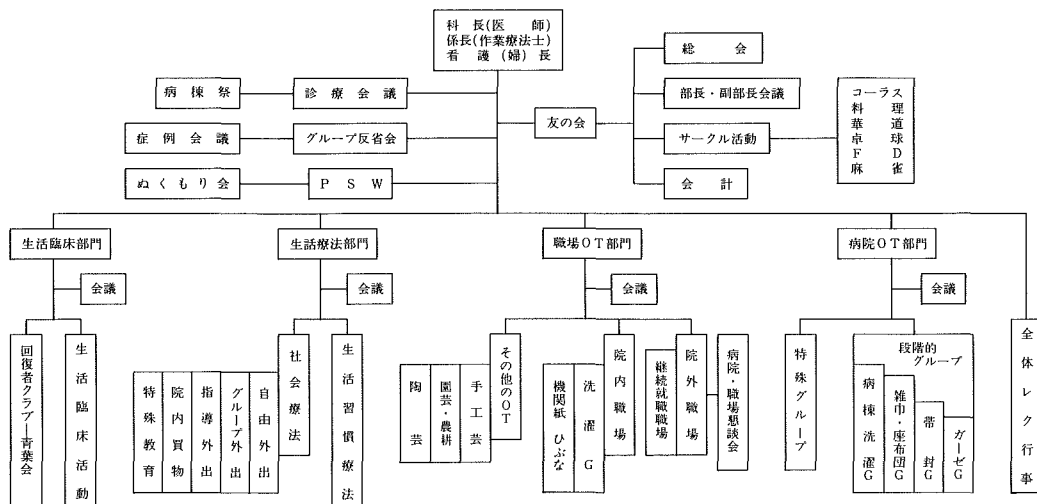 科長(医師)
係長(作業療法士)
看護(婦)長
総会
病棟祭
診療会議
部長・副部長会議
友の会
症例会議
グループ反省会
サークル活動
コーラス
料理
華道
卓球
FD
麻雀
ぬくもり会
PSW
会計
生活臨床部門
生話療法部門
職場OT部門
病院OT部門
会議
会議
会議
会議
回復者クラブー青葉会
生活臨床活動
特殊教育
院内買物
指導外出
グループ外出
自由外出
社会療法
生活習慣療法
陶芸
園芸・農耕
手工芸
その他のOT
機関紙 ひぶな
洗濯G
院内職場
継続就職職場
院外職場
病院・職場懇談会
特殊グループ
段階的
グループ
病棟洗濯G
雑巾・座布団G
帯封G
ガーゼG
全体レク行事